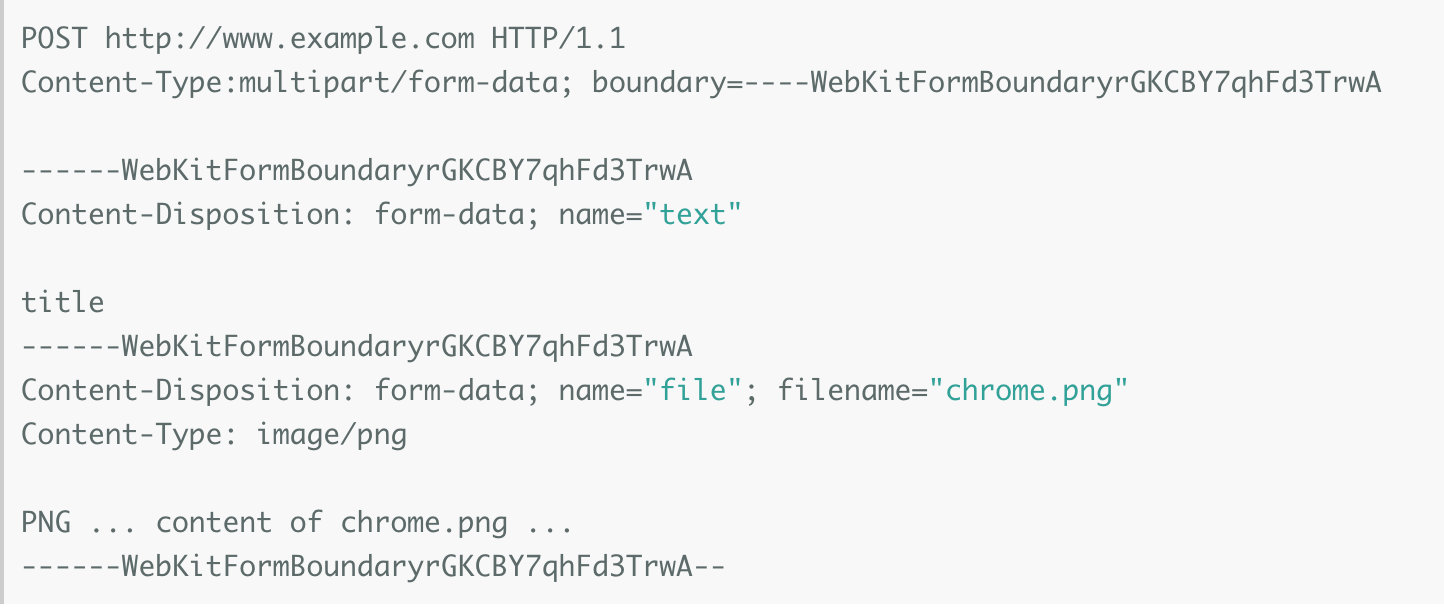 POST http://www.example.com HTTP/1.1
Content-Type:multipart/form-data; boundary=----WebKitFormBoundaryrGKCBY7qhFd3TrwA
------WebKitFormBoundaryrGKCBY7qhFd3TrwA
Content-Disposition: form-data; name="text"
title
------WebKitFormBoundaryrGKCBY7qhFd3TrwA
Content-Disposition: form-data; name="file"; filename="chrome.png"
Content-Type: image/png
PNG ... content of chrome.png ...
------WebKitFormBoundaryrGKCBY7qhFd3TrwA--